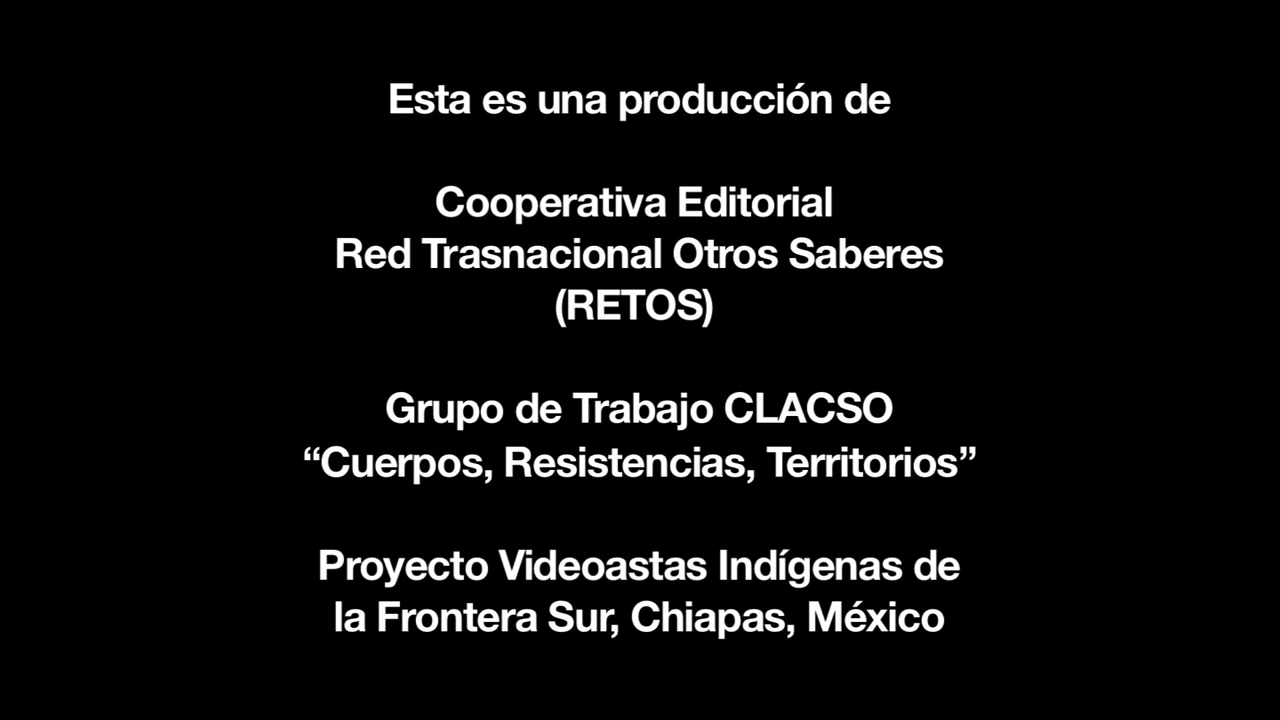 Esta es una producción de
Cooperativa Editorial
Red Trasnacional Otros Saberes
(RETOS)
Grupo de Trabajo CLACSO
“Cuerpos, Resistencias, Territorios”
Proyecto Videoastas Indígenas de
la Frontera Sur, Chiapas, México